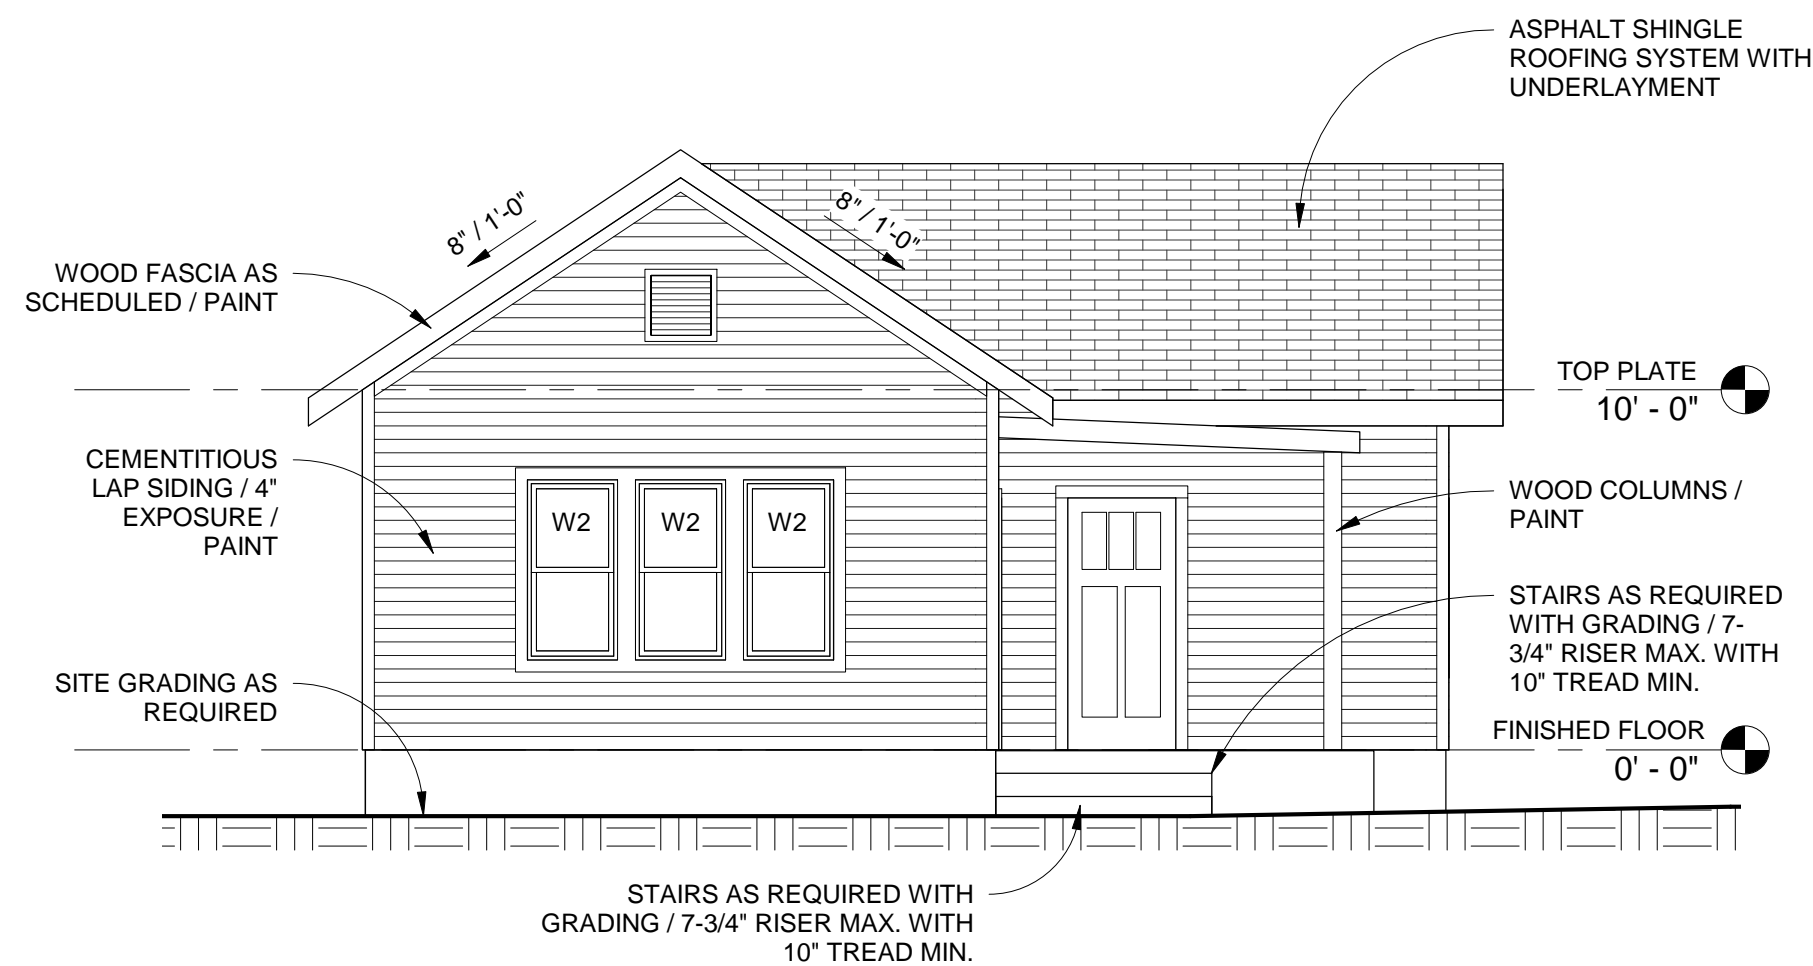 ASPHALT SHINGLE
ROOFING SYSTEM WITH
UNDERLAYMENT
8" / 1'-0"
8" / 1'-0"
WOOD FASCIA AS
SCHEDULED / PAINT
TOP PLATE
10' - 0"
CEMENTITIOUS
LAP SIDING / 4"
EXPOSURE /
PAINT
W2
W2
W2
WOOD COLUMNS /
PAINT
STAIRS AS REQUIRED
WITH GRADING / 7-
3/4" RISER MAX. WITH
10" TREAD MIN.
SITE GRADING AS
REQUIRED
FINISHED FLOOR
0' - 0"
STAIRS AS REQUIRED WITH
GRADING / 7-3/4" RISER MAX. WITH
10" TREAD MIN.